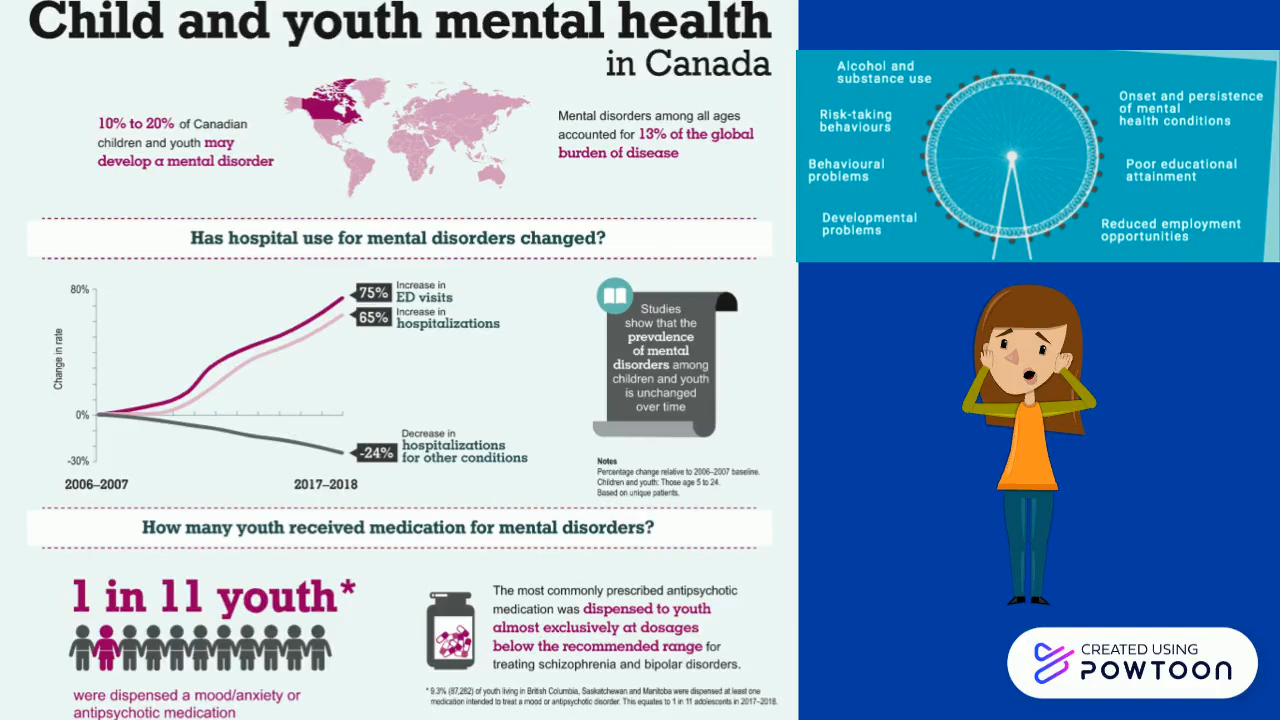 Child and youth mental health
in Canada
10% to 20% of Canadian
children and youth may
develop a mental disorder
Mental disorders among all ages
accounted for 13% of the global
burden of disease
Has hospital use for mental disorders changed?
80%
0%
-30%
Change in rate
2006–2007
2017–2018
75% Increase in
ED visits
65% Increase in
hospitalizations
-24% Decrease in
hospitalizations
for other conditions
Studies
show that the
prevalence
of mental
disorders among
children and youth
is unchanged
over time
Notes
Percentage change relative to 2006–2007 baseline.
Children and youth: Those age 5 to 24.
Based on unique patients.
How many youth received medication for mental disorders?
1 in 11 youth*
were dispensed a mood/anxiety or
antipsychotic medication
The most commonly prescribed antipsychotic
medication was dispensed to youth
almost exclusively at dosages
below the recommended range for
treating schizophrenia and bipolar disorders.
* 9.3% (87,282) of youth living in British Columbia, Saskatchewan and Manitoba were dispensed at least one
medication intended to treat a mood or antipsychotic disorder. This equates to 1 in 11 adolescents in 2017–2018.
Alcohol and
substance use
Risk-taking
behaviours
Behavioural
problems
Developmental
problems
Onset and persistence
of mental
health conditions
Poor educational
attainment
Reduced employment
opportunities
CREATED USING
POWTOON